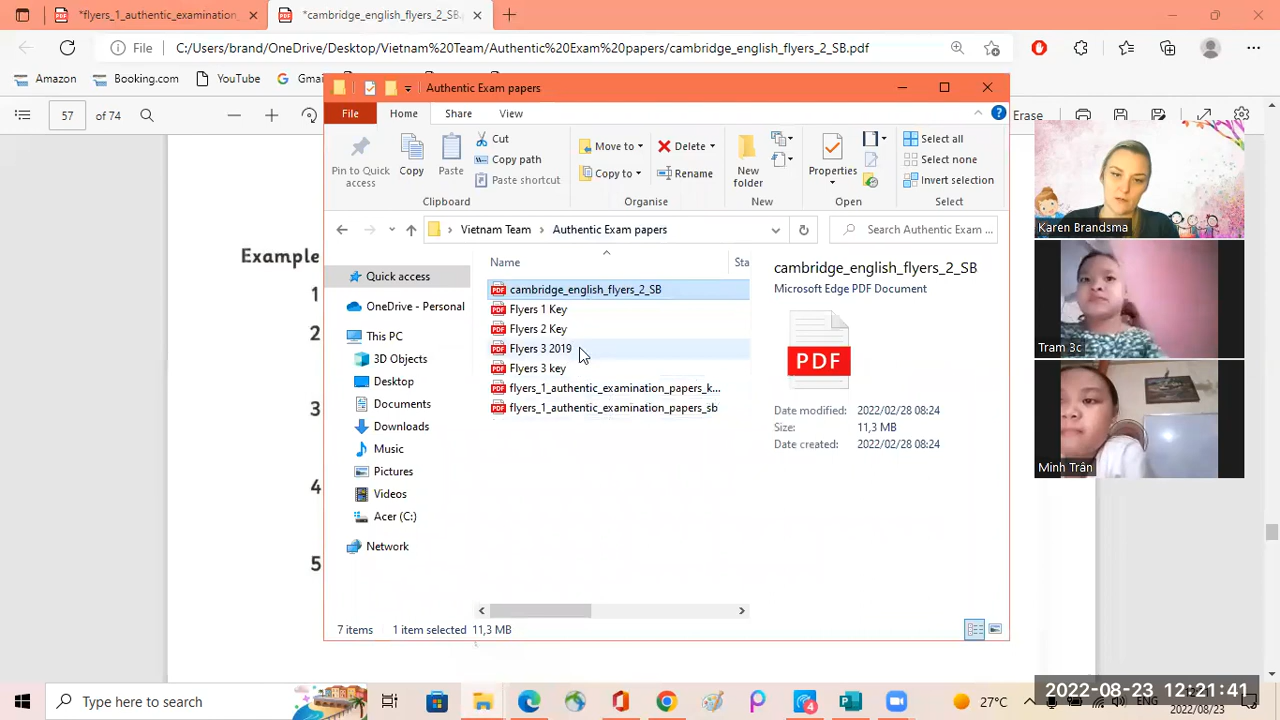 *flyers_1_authentic_examination
*cambridge_english_flyers_2_SB.
File
C:/Users/brand/OneDrive/Desktop/Vietnam%20Team/Authentic%20Exam%20papers/cambridge_english_flyers_2_SB.pdf
Amazon
Booking.com
YouTube
57
of 74
Erase
Authentic Exam papers
File
Home
Share
View
Pin to Quick
access
Copy
Paste
Cut
Copy path
Paste shortcut
Clipboard
Move to
Copy to
Delete
Rename
Organise
New
folder
New
Properties
Open
Select all
Select none
Invert selection
Select
Vietnam Team
Authentic Exam papers
Search Authentic Exam ...
Quick access
OneDrive - Personal
This PC
3D Objects
Desktop
Documents
Downloads
Music
Pictures
Videos
Acer (C:)
Network
Name
Sta
cambridge_english_flyers_2_SB
Flyers 1 Key
Flyers 2 Key
Flyers 3 2019
Flyers 3 key
flyers_1_authentic_examination_papers_k...
flyers_1_authentic_examination_papers_sb
cambridge_english_flyers_2_SB
Microsoft Edge PDF Document
PDF
Date modified:
2022/02/28 08:24
Size:
11,3 MB
Date created:
2022/02/28 08:24
7 items
1 item selected
11,3 MB
Example
1
2
3
4
5
Karen Brandsma
Tram 3c
Minh Trân
Type here to search
27°C
ENG
2022/08/23
2022-08-23 12:21:41